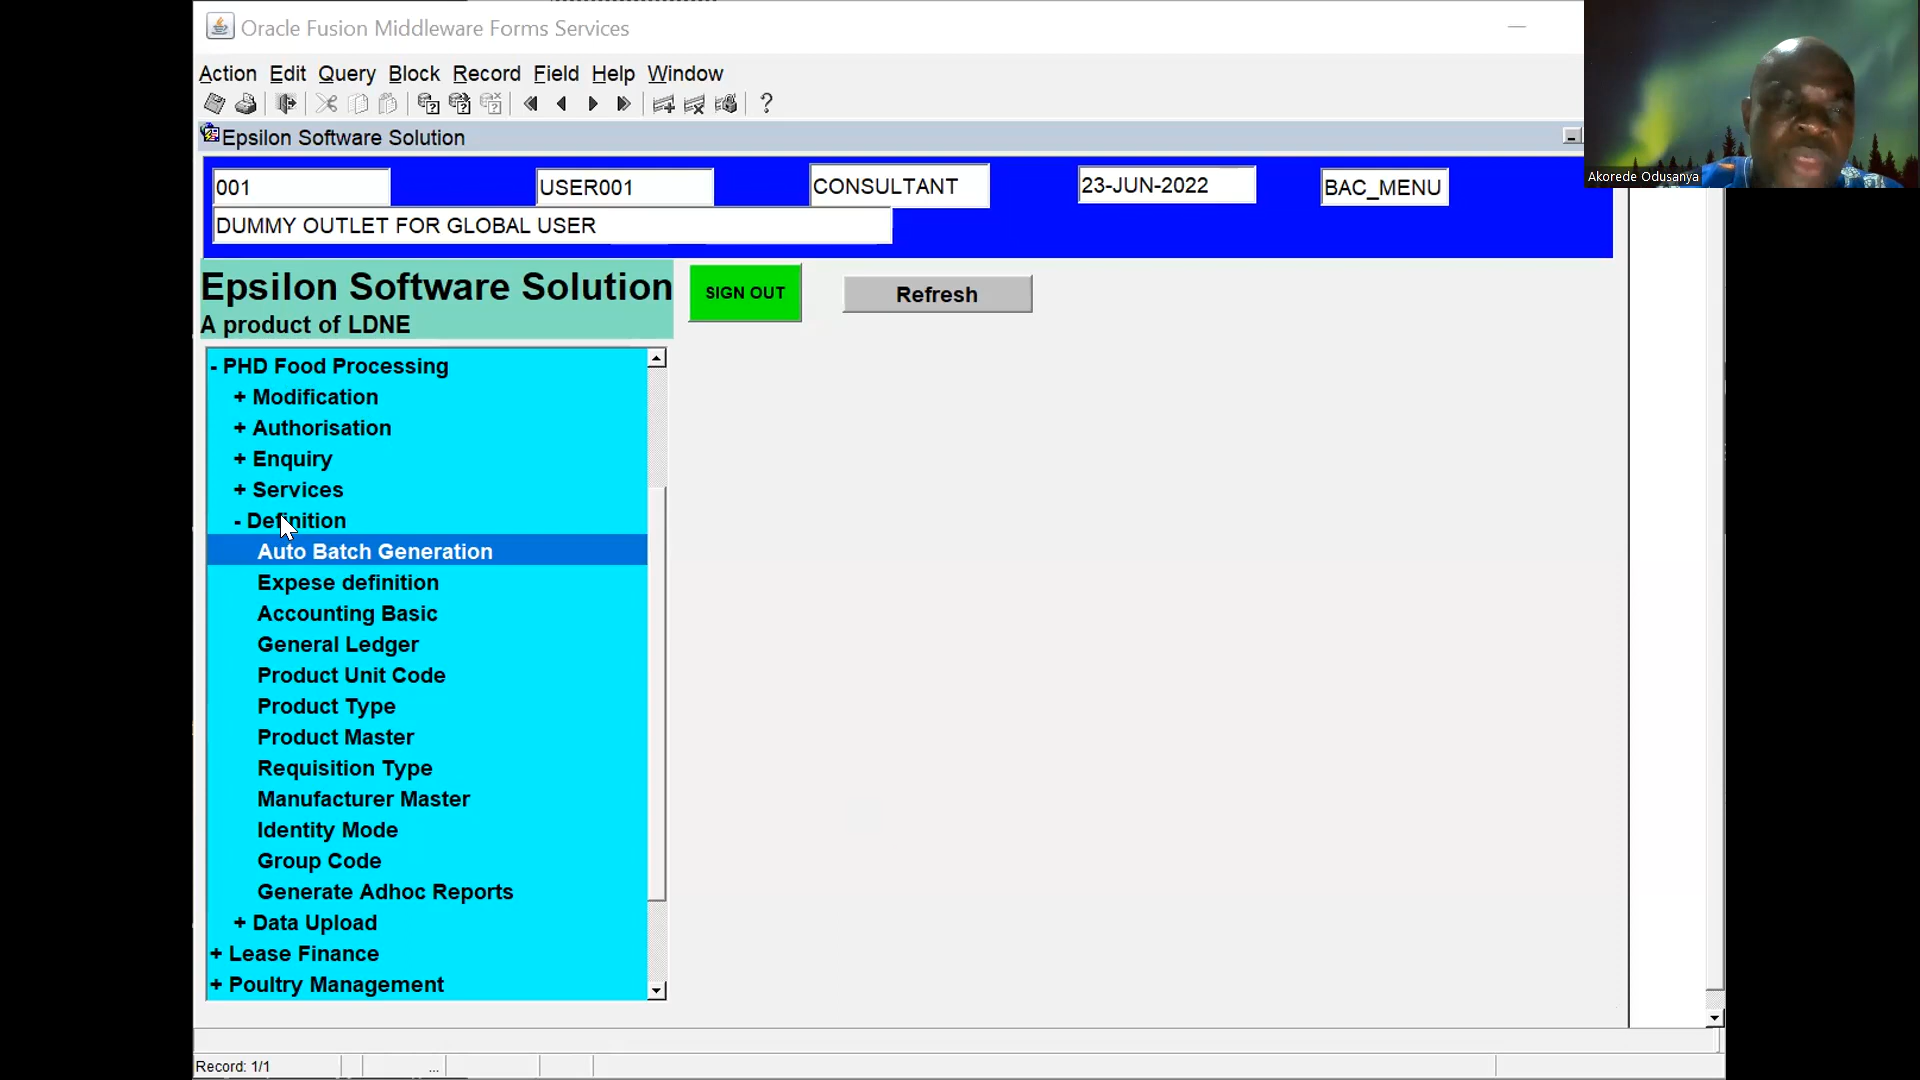 Oracle Fusion Middleware Forms Services
Action Edit Query Block Record Field Help Window
Epsilon Software Solution
001 USER001 CONSULTANT 23-JUN-2022 BAC_MENU
DUMMY OUTLET FOR GLOBAL USER
Epsilon Software Solution
A product of LDNE
SIGN OUT
Refresh
- PHD Food Processing
+ Modification
+ Authorisation
+ Enquiry
+ Services
- Definition
Auto Batch Generation
Expese definition
Accounting Basic
General Ledger
Product Unit Code
Product Type
Product Master
Requisition Type
Manufacturer Master
Identity Mode
Group Code
Generate Adhoc Reports
+ Data Upload
+ Lease Finance
+ Poultry Management
Record: 1/1
...
Akorede Odusanya